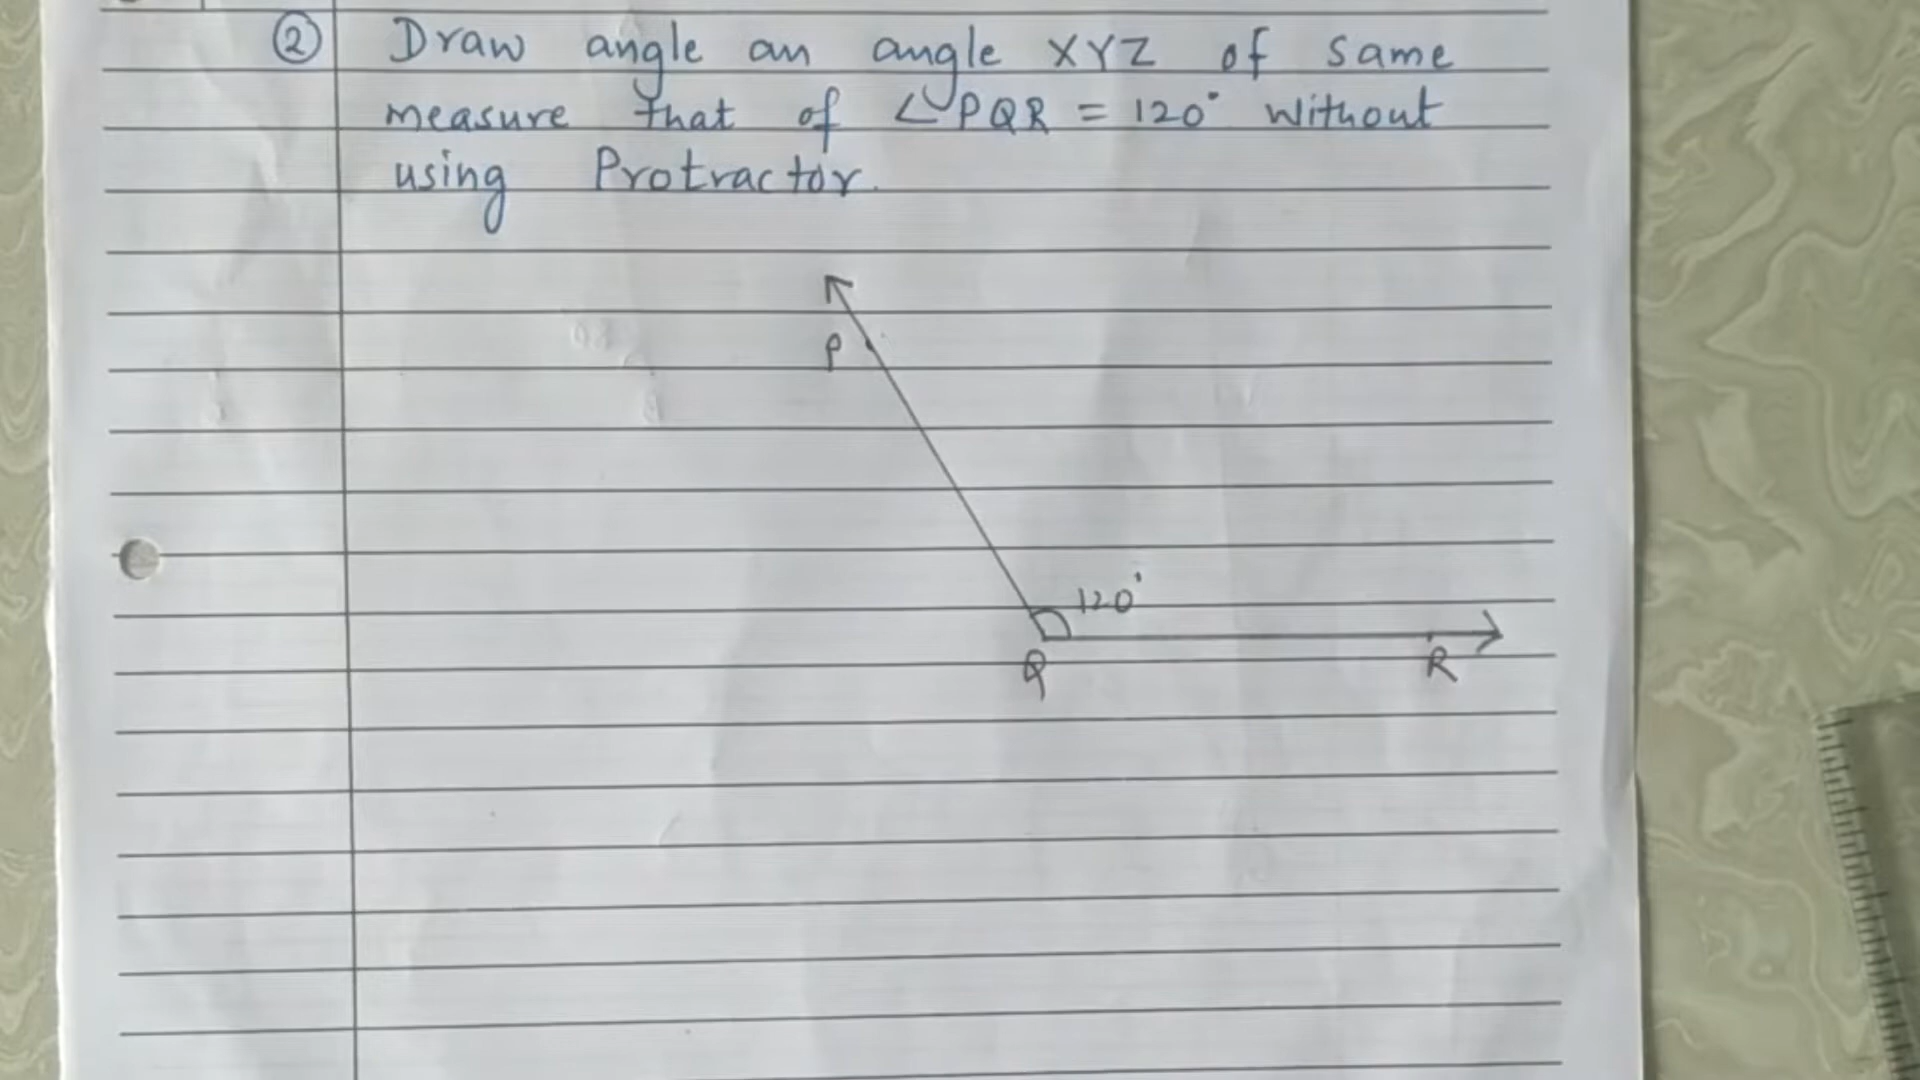 ② Draw angle an angle XYZ of same
measure that of ∠PQR = 120° without
using Protractor.
P
120°
Q
R